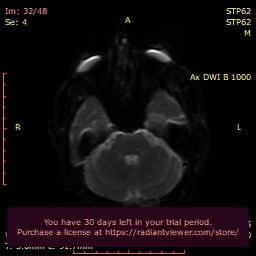 Im: 32/48
Se: 4
A
STP62
STP62
M
Ax DWI B 1000
R
L
You have 30 days left in your trial period.
Purchase a license at https://radiantviewer.com/store/